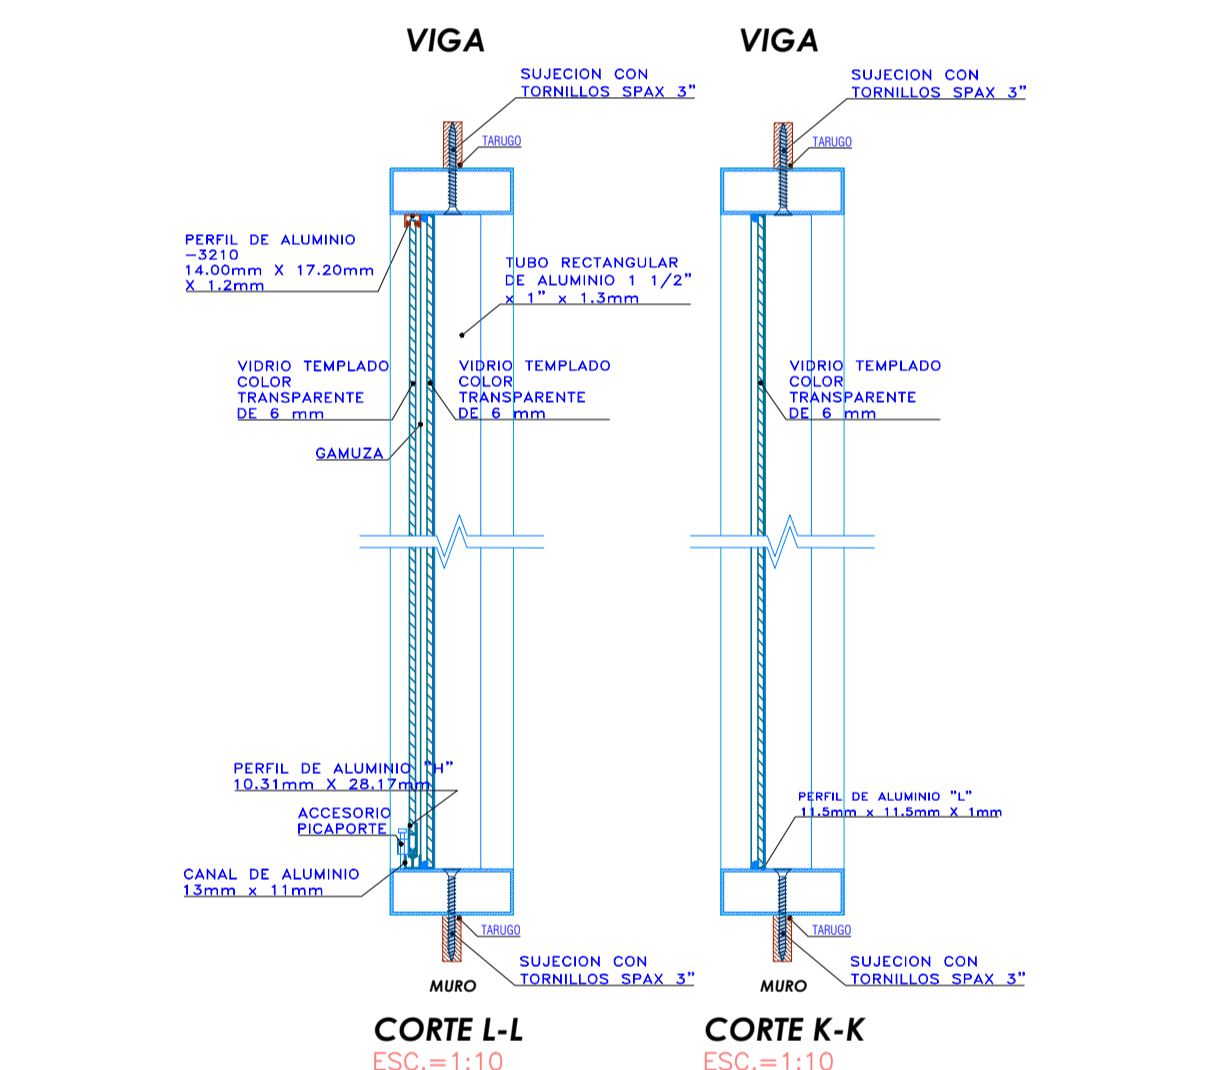 VIGA
SUJECION CON
TORNILLOS SPAX 3”
TARUGO
PERFIL DE ALUMINIO
-3210
14.00mm X 17.20mm
X 1.2mm
TUBO RECTANGULAR
DE ALUMINIO 1 1/2”
x 1” x 1.3mm
VIDRIO TEMPLADO
COLOR
TRANSPARENTE
DE 6 mm
VIDRIO TEMPLADO
COLOR
TRANSPARENTE
DE 6 mm
GAMUZA
PERFIL DE ALUMINIO "H"
10.31mm X 28.17mm
ACCESORIO
PICAPORTE
CANAL DE ALUMINIO
13mm x 11mm
TARUGO
SUJECION CON
TORNILLOS SPAX 3”
MURO
CORTE L-L
ESC.=1:10
VIGA
SUJECION CON
TORNILLOS SPAX 3”
TARUGO
VIDRIO TEMPLADO
COLOR
TRANSPARENTE
DE 6 mm
PERFIL DE ALUMINIO "L"
11.5mm x 11.5mm X 1mm
TARUGO
SUJECION CON
TORNILLOS SPAX 3”
MURO
CORTE K-K
ESC.=1:10